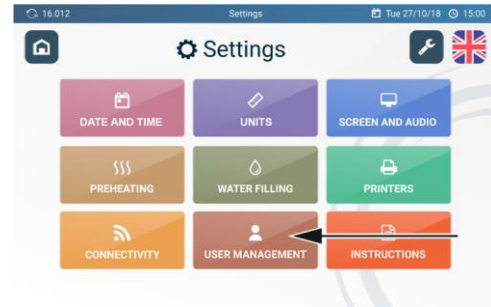 16.012 Settings Tue 27/10/18 15:00
Settings
DATE AND TIME UNITS SCREEN AND AUDIO
PREHEATING WATER FILLING PRINTERS
CONNECTIVITY USER MANAGEMENT INSTRUCTIONS